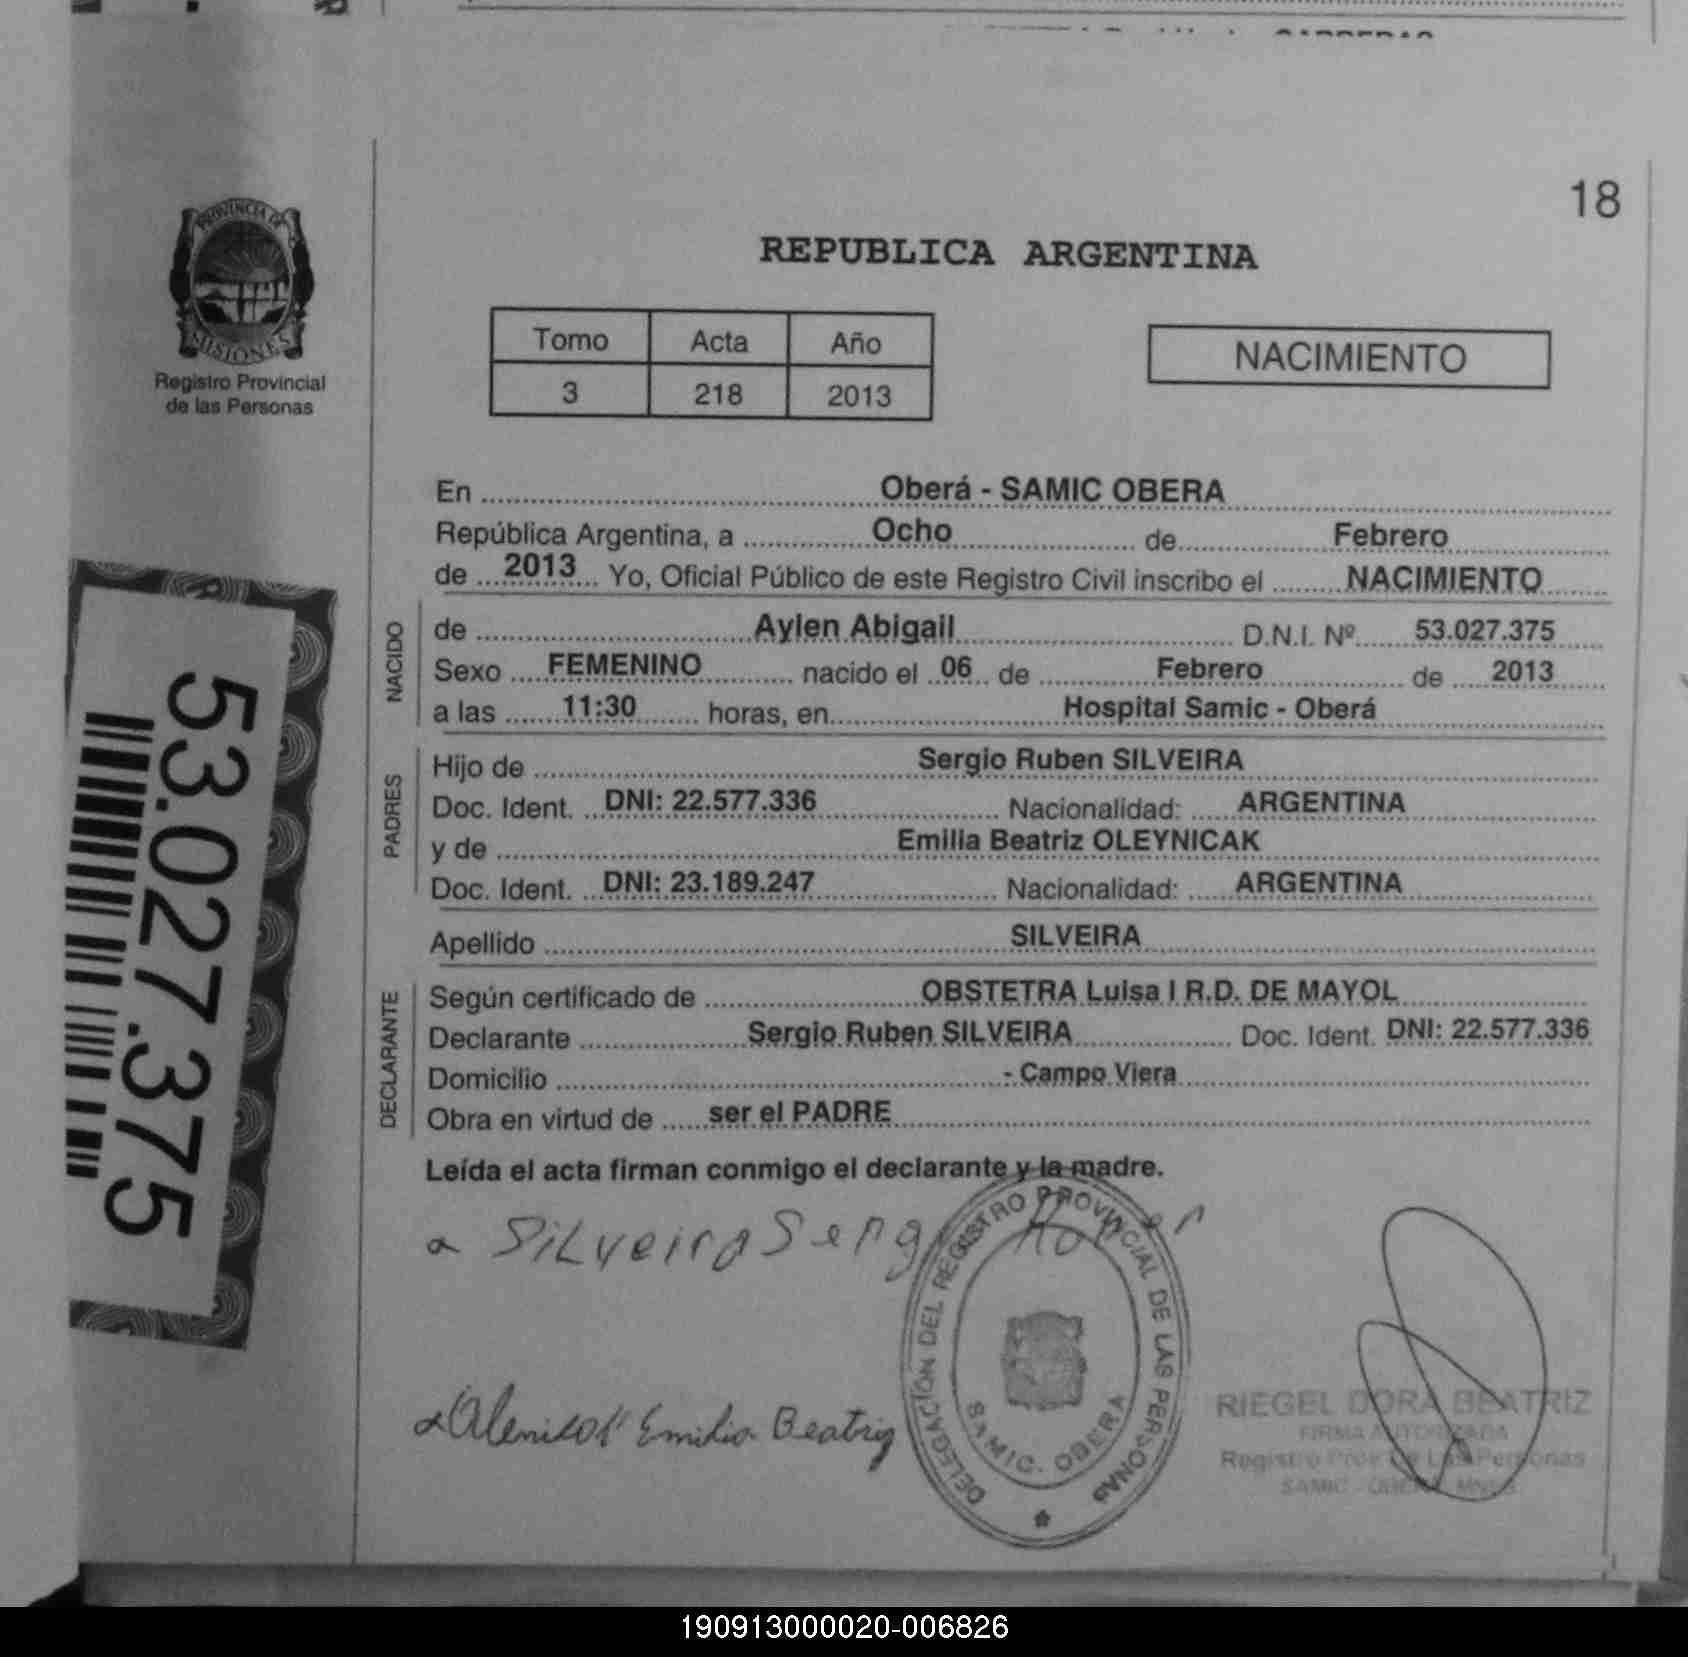 18
PROVINCIA DE
MISIONES
Registro Provincial
de las Personas
REPUBLICA ARGENTINA
Tomo Acta Año
3 218 2013
NACIMIENTO
En Oberá - SAMIC OBERA
República Argentina, a Ocho de Febrero
de 2013 Yo, Oficial Público de este Registro Civil inscribo el NACIMIENTO
NACIDO
de Aylen Abigail D.N.I. Nº 53.027.375
Sexo FEMENINO nacido el 06 de Febrero de 2013
a las 11:30 horas, en Hospital Samic - Oberá
PADRES
Hijo de Sergio Ruben SILVEIRA
Doc. Ident. DNI: 22.577.336 Nacionalidad: ARGENTINA
y de Emilia Beatriz OLEYNICAK
Doc. Ident. DNI: 23.189.247 Nacionalidad: ARGENTINA
Apellido SILVEIRA
DECLARANTE
Según certificado de OBSTETRA Luisa I R.D. DE MAYOL
Declarante Sergio Ruben SILVEIRA Doc. Ident. DNI: 22.577.336
Domicilio - Campo Viera
Obra en virtud de ser el PADRE
Leída el acta firman conmigo el declarante y la madre.
53.027.375
Silveira
Emilia Beatriz
DELEGACIÓN DEL REGISTRO PROVINCIAL DE LAS PERSONAS
SAMIC. OBERA
RIEGEL DORA BEATRIZ
FIRMA AUTORIZADA
Registro Prov. De Las Personas
SAMIC - OBERA
190913000020-006826